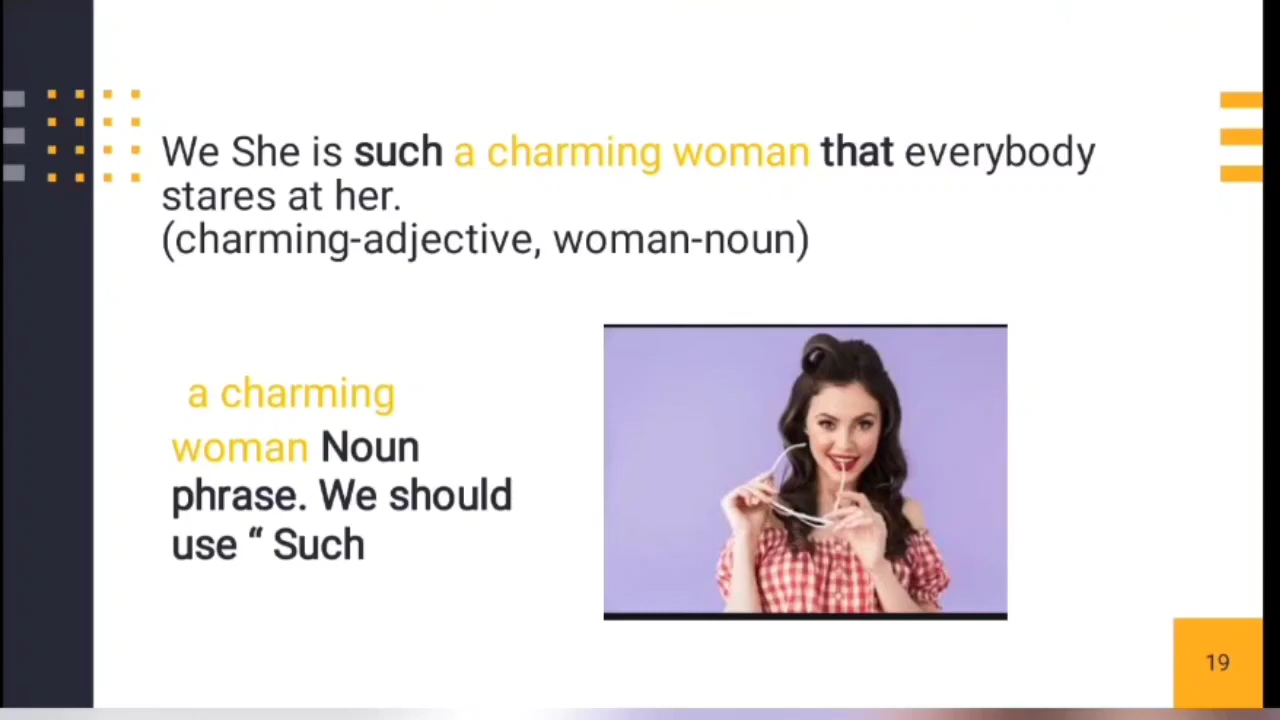 We She is such a charming woman that everybody
stares at her.
(charming-adjective, woman-noun)
a charming
woman Noun
phrase. We should
use “ Such
19